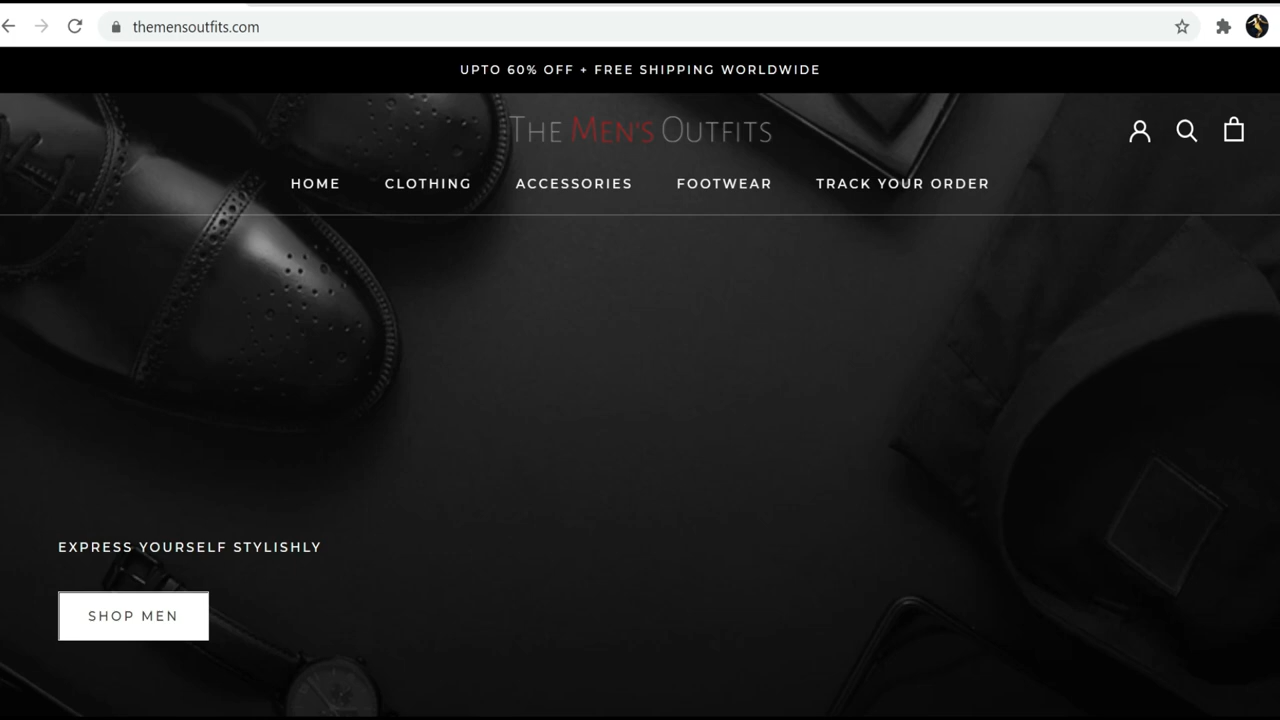 themensoutfits.com
UPTO 60% OFF + FREE SHIPPING WORLDWIDE
THE MEN'S OUTFITS
HOME CLOTHING ACCESSORIES FOOTWEAR TRACK YOUR ORDER
EXPRESS YOURSELF STYLISHLY
SHOP MEN